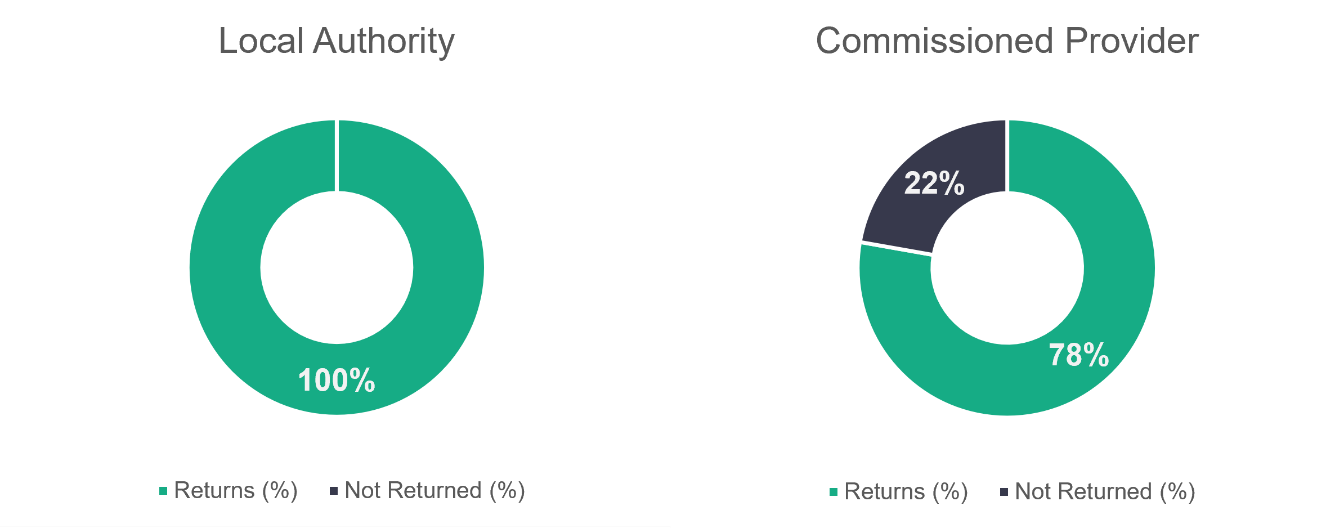 Local Authority
100%
Returns (%)
Not Returned (%)
Commissioned Provider
22%
78%
Returns (%)
Not Returned (%)